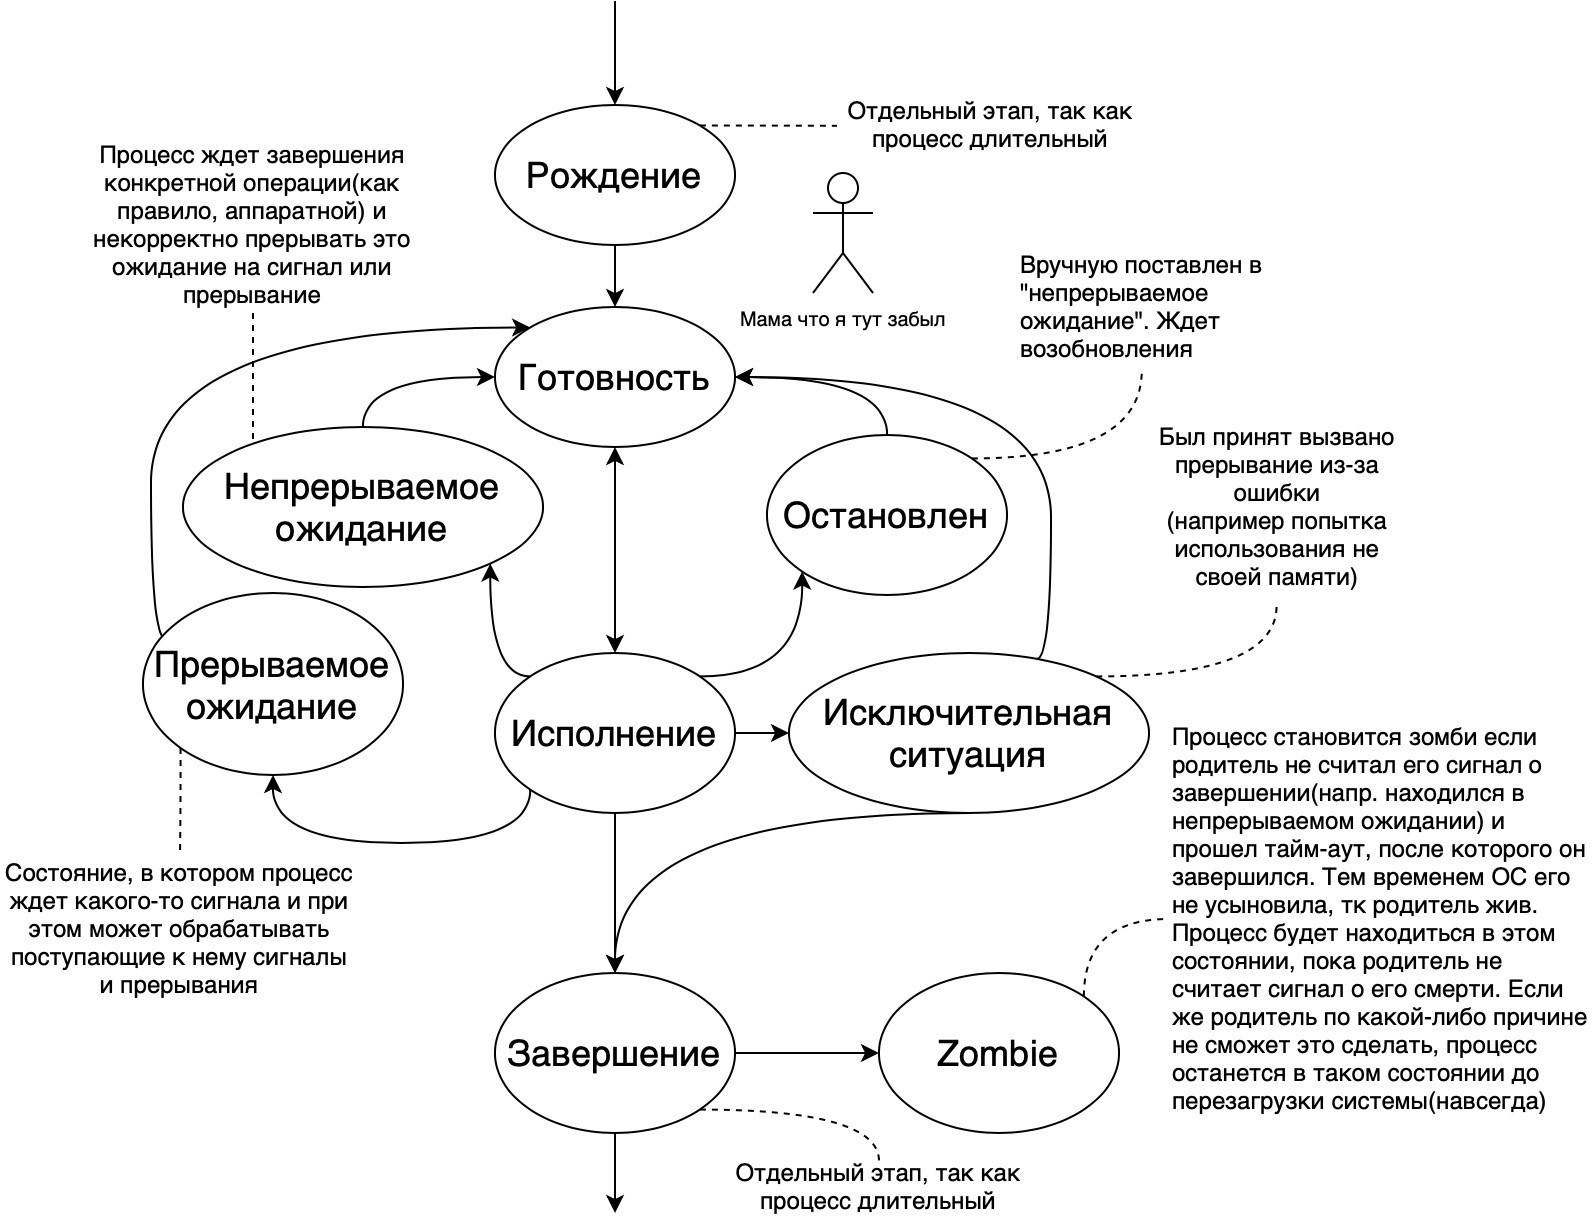 Отдельный этап, так как
процесс длительный
Процесс ждет завершения
конкретной операции(как
правило, аппаратной) и
некорректно прерывать это
ожидание на сигнал или
прерывание
Рождение
Вручную поставлен в
"непрерываемое
ожидание". Ждет
возобновления
Мама что я тут забыл
Готовность
Был принят вызвано
прерывание из-за
ошибки
(например попытка
использования не
своей памяти)
Непрерываемое
ожидание
Остановлен
Прерываемое
ожидание
Исполнение
Исключительная
ситуация
Процесс становится зомби если
родитель не считал его сигнал о
завершении(напр. находился в
непрерываемом ожидании) и
прошел тайм-аут, после которого он
завершился. Тем временем ОС его
не усыновила, тк родитель жив.
Процесс будет находиться в этом
состоянии, пока родитель не
считает сигнал о его смерти. Если
же родитель по какой-либо причине
не сможет это сделать, процесс
останется в таком состоянии до
перезагрузки системы(навсегда)
Состояние, в котором процесс
ждет какого-то сигнала и при
этом может обрабатывать
поступающие к нему сигналы
и прерывания
Завершение
Zombie
Отдельный этап, так как
процесс длительный